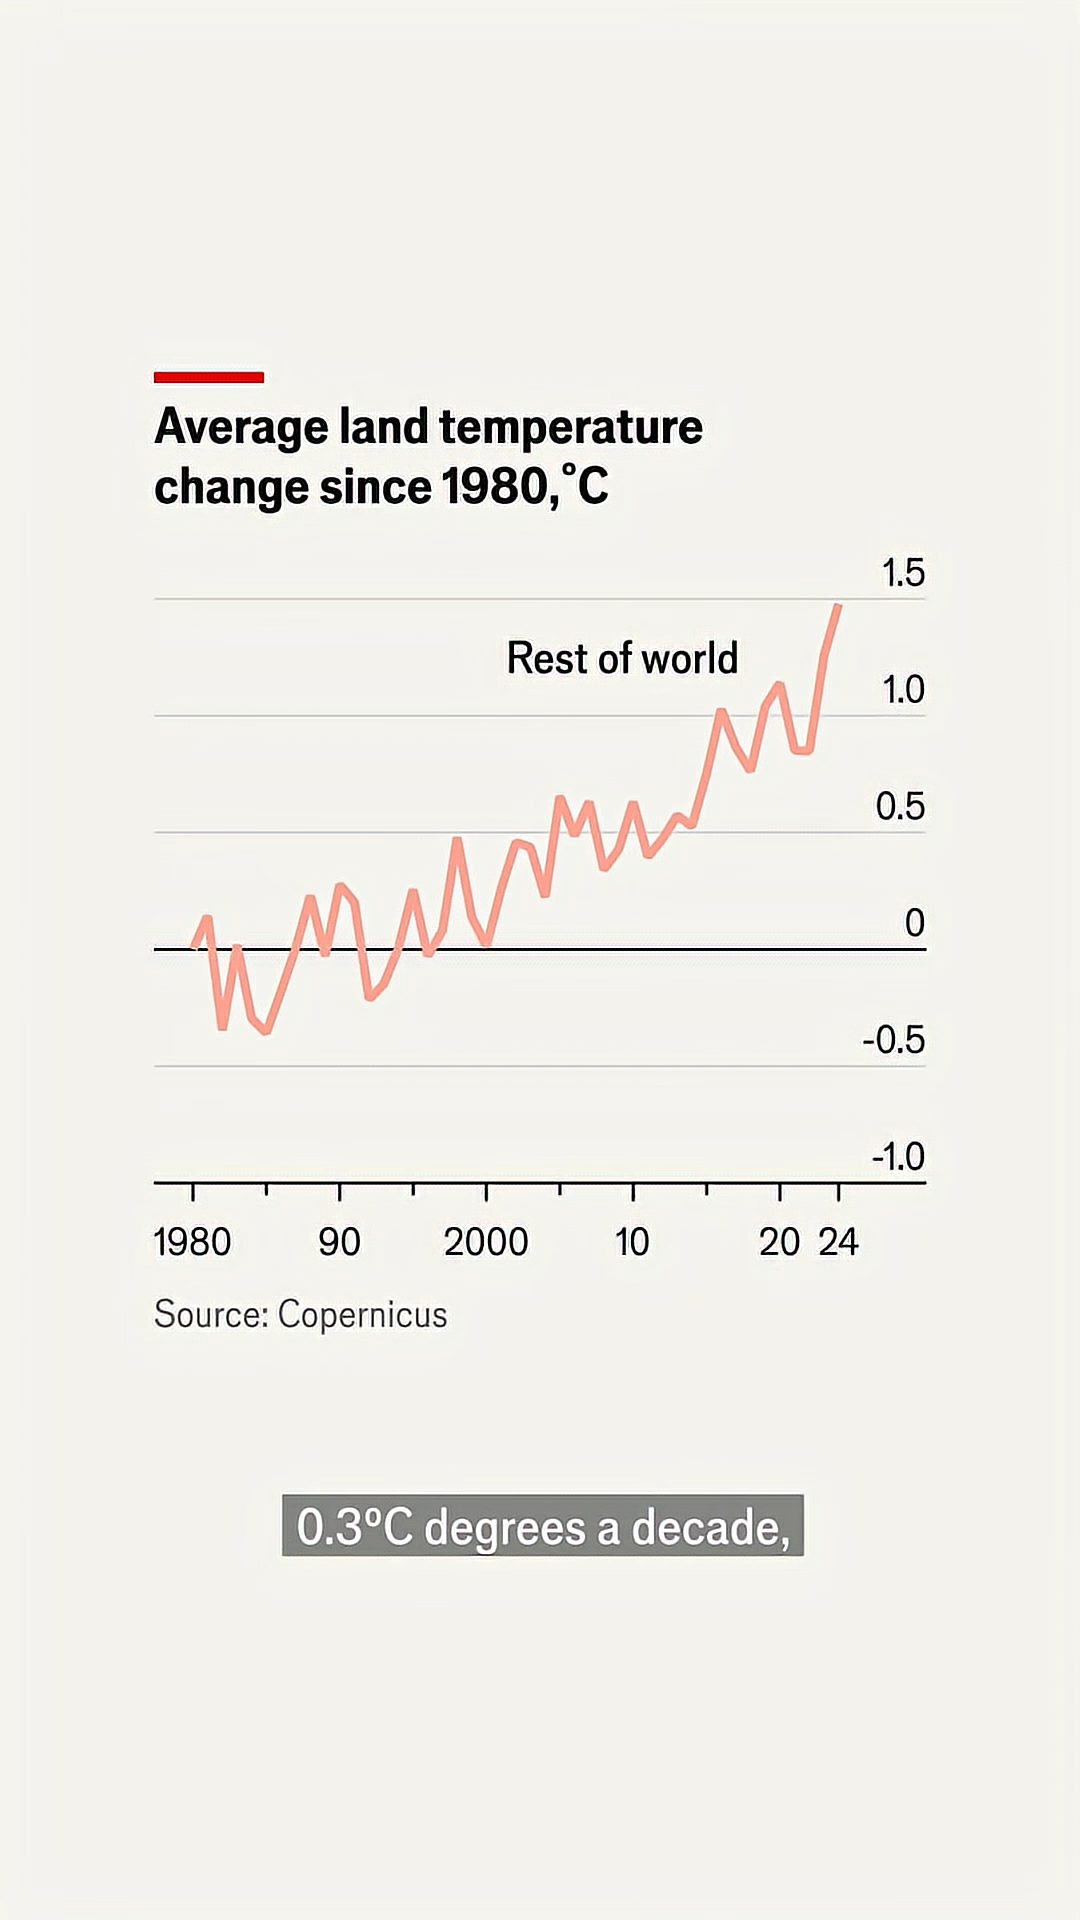 Average land temperature
change since 1980,˚C
1.5
Rest of world
1.0
0.5
0
-0.5
-1.0
1980 90 2000 10 20 24
Source: Copernicus
0.3ºC degrees a decade,